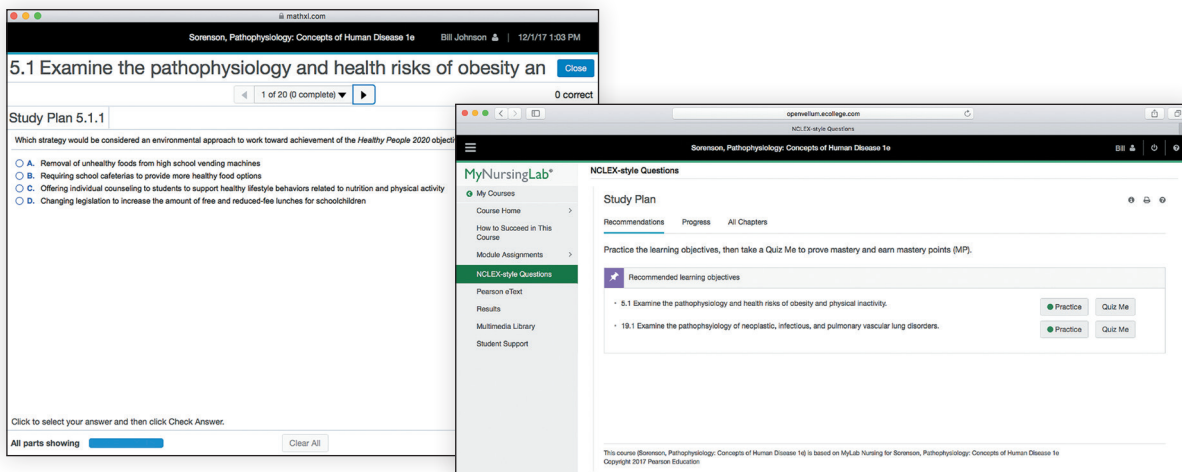 mathxl.com
Sorenson, Pathophysiology: Concepts of Human Disease 1e
Bill Johnson | 12/1/17 1:03 PM
5.1 Examine the pathophysiology and health risks of obesity an
Close
1 of 20 (0 complete)
0 correct
Study Plan 5.1.1
Which strategy would be considered an environmental approach to work toward achievement of the Healthy People 2020
A. Removal of unhealthy foods from high school vending machines
B. Requiring school cafeterias to provide more healthy food options
C. Offering individual counseling to students to support healthy lifestyle behaviors related to nutrition and physical activity
D. Changing legislation to increase the amount of free and reduced-fee lunches for schoolchildren
Click to select your answer and then click Check Answer.
All parts showing
Clear All
openvellum.ecollege.com
NCLEX-style Questions
Sorenson, Pathophysiology: Concepts of Human Disease 1e
Bill
MyNursingLab®
My Courses
Course Home
How to Succeed in This
Course
Module Assignments
NCLEX-style Questions
Pearson eText
Results
Multimedia Library
Student Support
NCLEX-style Questions
Study Plan
Recommendations
Progress
All Chapters
Practice the learning objectives, then take a Quiz Me to prove mastery and earn mastery points (MP).
Recommended learning objectives
• 5.1 Examine the pathophysiology and health risks of obesity and physical inactivity.
Practice
Quiz Me
• 19.1 Examine the pathophsyiology of neoplastic, infectious, and pulmonary vascular lung disorders.
Practice
Quiz Me
This course (Sorenson, Pathophysiology: Concepts of Human Disease 1e) is based on MyLab Nursing for Sorenson, Pathophysiology: Concepts of Human Disease 1e
Copyright 2017 Pearson Education